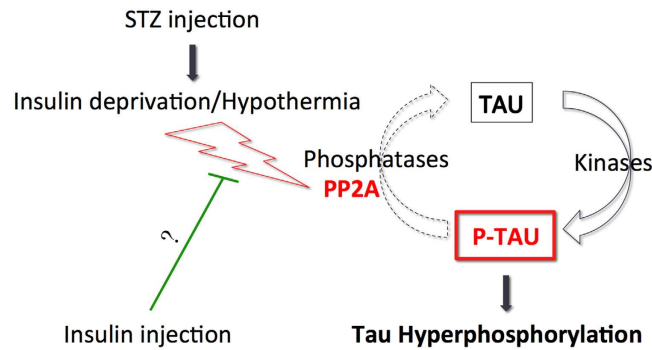 STZ injection
Insulin deprivation/Hypothermia
TAU
Phosphatases
PP2A
Kinases
P-TAU
?
Insulin injection
Tau Hyperphosphorylation